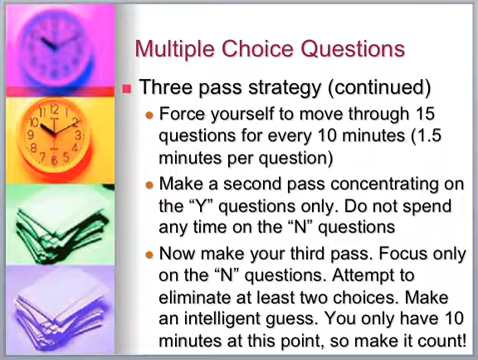 Multiple Choice Questions
Three pass strategy (continued)
Force yourself to move through 15
questions for every 10 minutes (1.5
minutes per question)
Make a second pass concentrating on
the “Y” questions only. Do not spend
any time on the “N” questions
Now make your third pass. Focus only
on the “N” questions. Attempt to
eliminate at least two choices. Make
an intelligent guess. You only have 10
minutes at this point, so make it count!